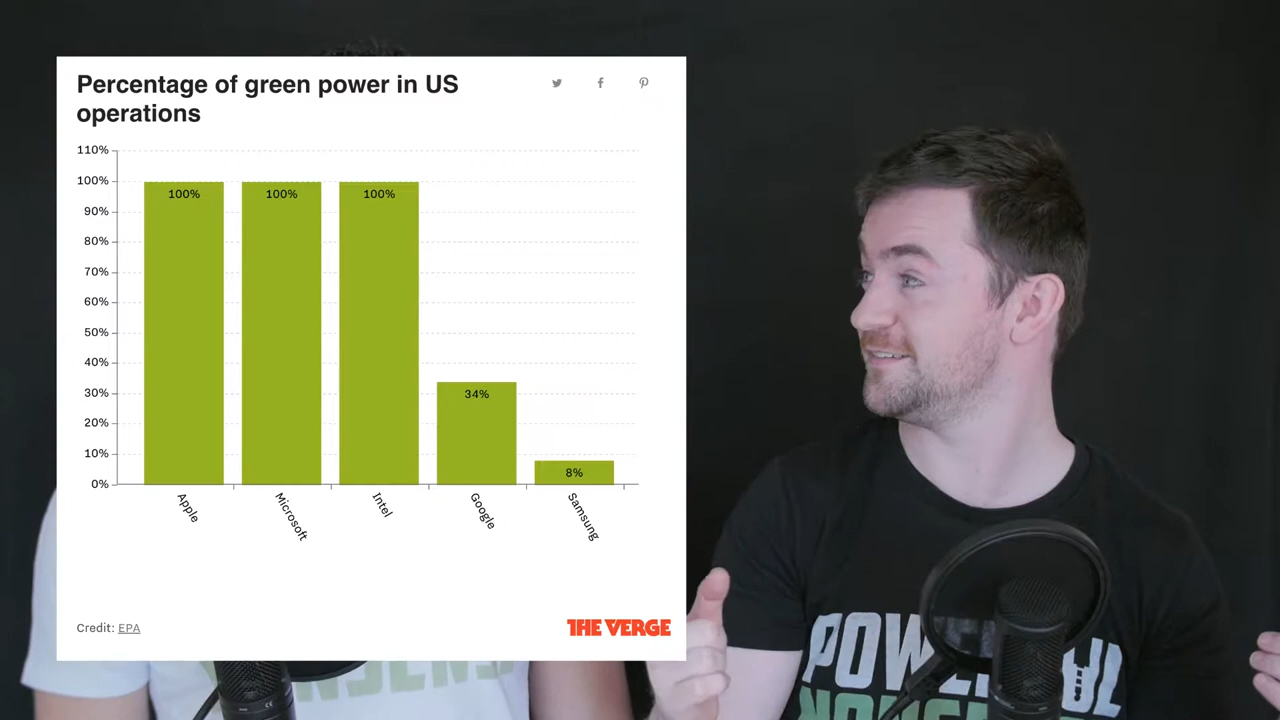 Percentage of green power in US
operations
110%
100%
90%
80%
70%
60%
50%
40%
30%
20%
10%
0%
100%
100%
100%
34%
8%
Apple
Microsoft
Intel
Google
Samsung
Credit: EPA
THE VERGE